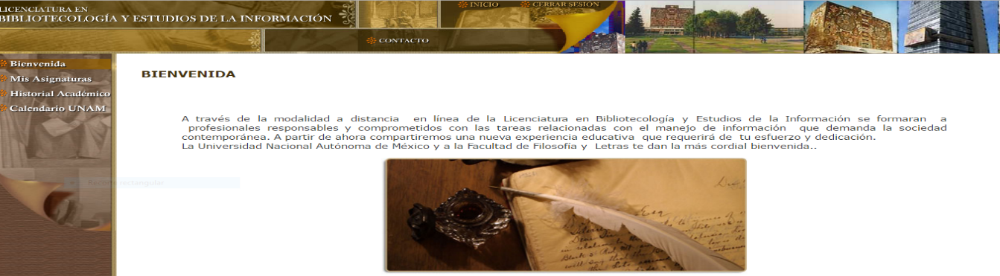 LICENCIATURA EN
BIBLIOTECOLOGÍA Y ESTUDIOS DE LA INFORMACIÓN
INICIO
CERRAR SESIÓN
CONTACTO
Bienvenida
Mis Asignaturas
Historial Académico
Calendario UNAM
BIENVENIDA
A través de la modalidad a distancia en línea de la Licenciatura en Bibliotecología y Estudios de la Información se formaran a
profesionales responsables y comprometidos con las tareas relacionadas con el manejo de información que demanda la sociedad
contemporánea. A partir de ahora compartiremos una nueva experiencia educativa que requerirá de tu esfuerzo y dedicación.
La Universidad Nacional Autónoma de México y a la Facultad de Filosofía y Letras te dan la más cordial bienvenida..
Recorte rectangular